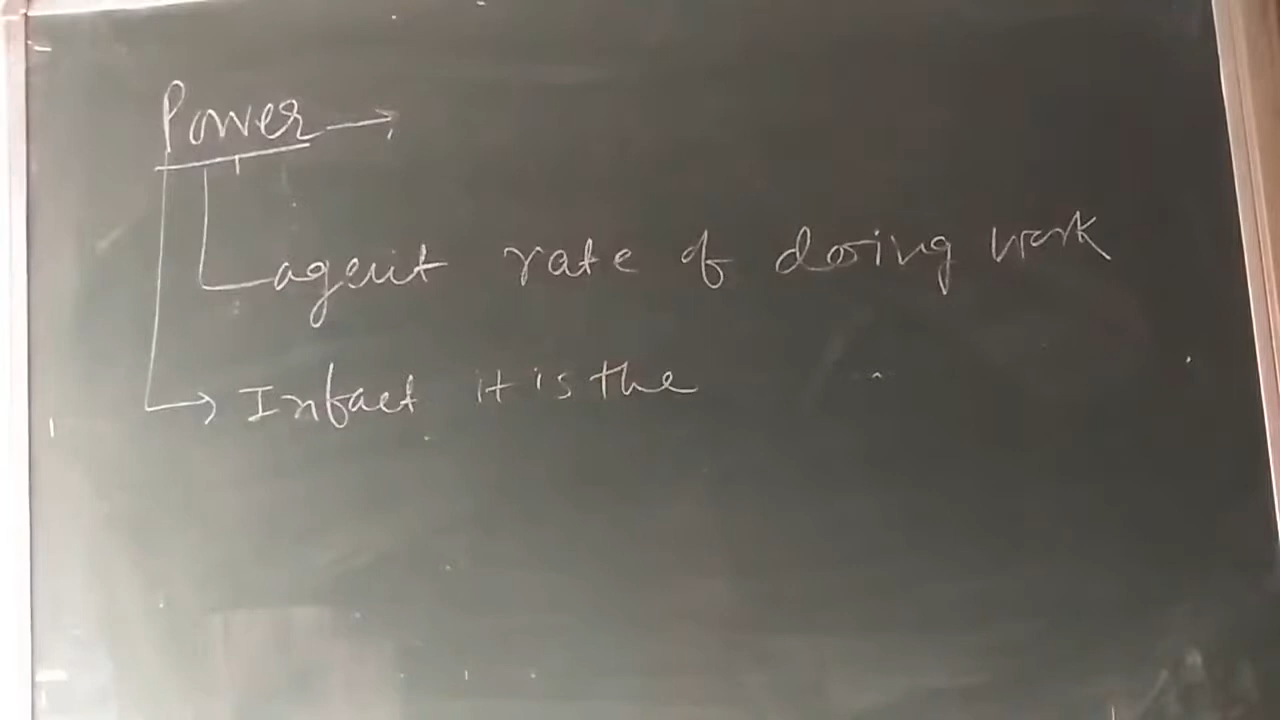 Power →
agent rate of doing work
→ Infact it is the